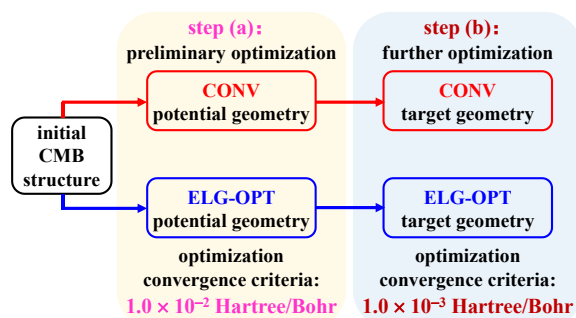 step (a):
preliminary optimization
step (b):
further optimization
CONV
potential geometry
CONV
target geometry
initial
CMB
structure
ELG-OPT
potential geometry
ELG-OPT
target geometry
optimization
convergence criteria:
1.0 × 10⁻² Hartree/Bohr
optimization
convergence criteria:
1.0 × 10⁻³ Hartree/Bohr